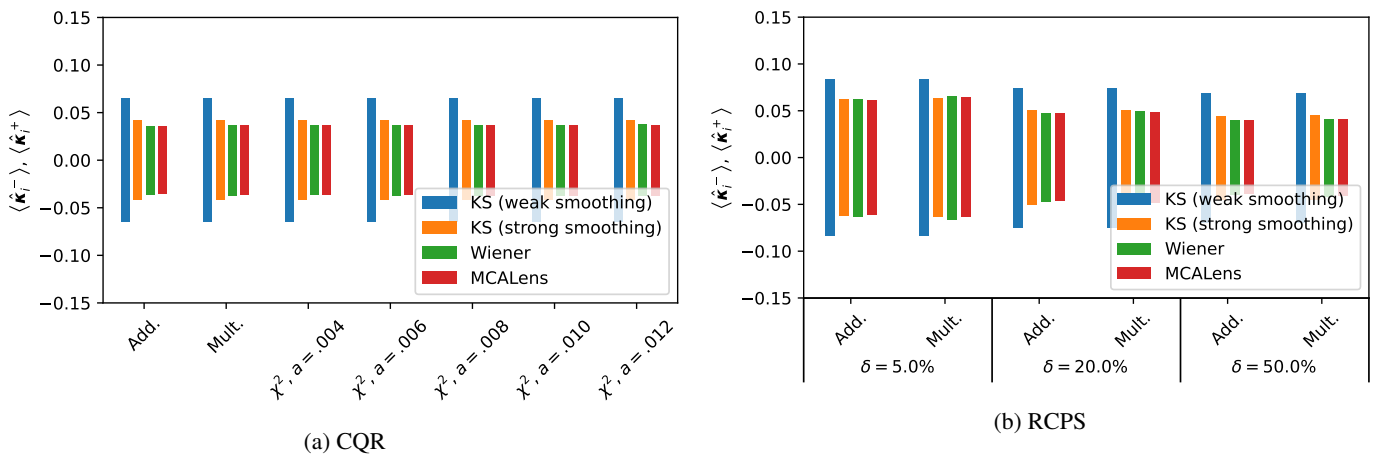 0.15
0.10
0.05
0.00
−0.05
−0.10
−0.15
⟨κ̂ᵢ⁻⟩, ⟨κ̂ᵢ⁺⟩
KS (weak smoothing)
KS (strong smoothing)
Wiener
MCALens
Add.
Mult.
χ², a = .004
χ², a = .006
χ², a = .008
χ², a = .010
χ², a = .012
(a) CQR
0.15
0.10
0.05
0.00
−0.05
−0.10
−0.15
⟨κ̂ᵢ⁻⟩, ⟨κ̂ᵢ⁺⟩
KS (weak smoothing)
KS (strong smoothing)
Wiener
MCALens
Add.
Mult.
Add.
Mult.
Add.
Mult.
δ = 5.0%
δ = 20.0%
δ = 50.0%
(b) RCPS